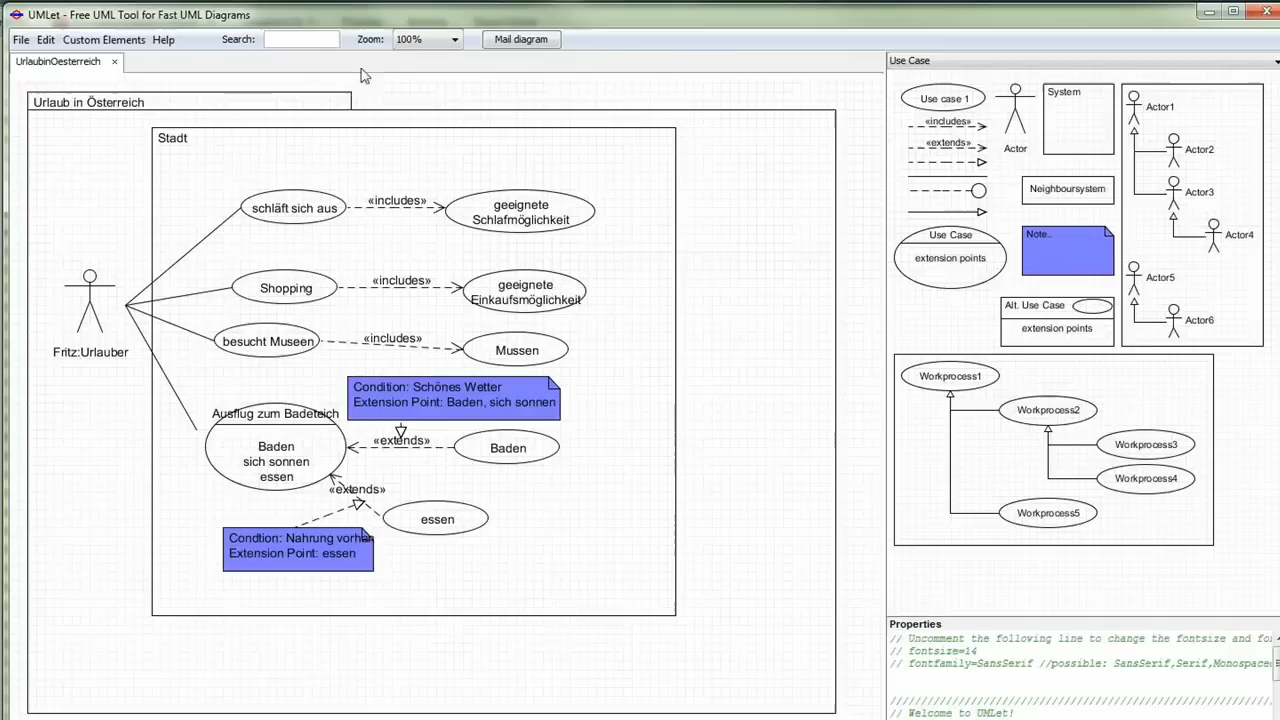 UMLet - Free UML Tool for Fast UML Diagrams
File Edit Custom Elements Help Search: Zoom: 100% Mail diagram
UrlaubinOesterreich
Urlaub in Österreich
Stadt
schläft sich aus
«includes»
geeignete
Schlafmöglichkeit
Shopping
«includes»
geeignete
Einkaufsmöglichkeit
Fritz:Urlauber
besucht Museen
«includes»
Mussen
Condition: Schönes Wetter
Extension Point: Baden, sich sonnen
Ausflug zum Badeteich
Baden
sich sonnen
essen
«extends»
Baden
«extends»
essen
Condtion: Nahrung vorhan
Extension Point: essen
Use Case
Use case 1
«includes»
«extends»
Actor
System
Neighboursystem
Use Case
extension points
Note..
Alt. Use Case
extension points
Actor1
Actor2
Actor3
Actor4
Actor5
Actor6
Workprocess1
Workprocess2
Workprocess3
Workprocess4
Workprocess5
Properties
// Uncomment the following line to change the fontsize and fo
// fontsize=14
// fontfamily=SansSerif //possible: SansSerif,Serif,Monospace
// Welcome to UMLet!